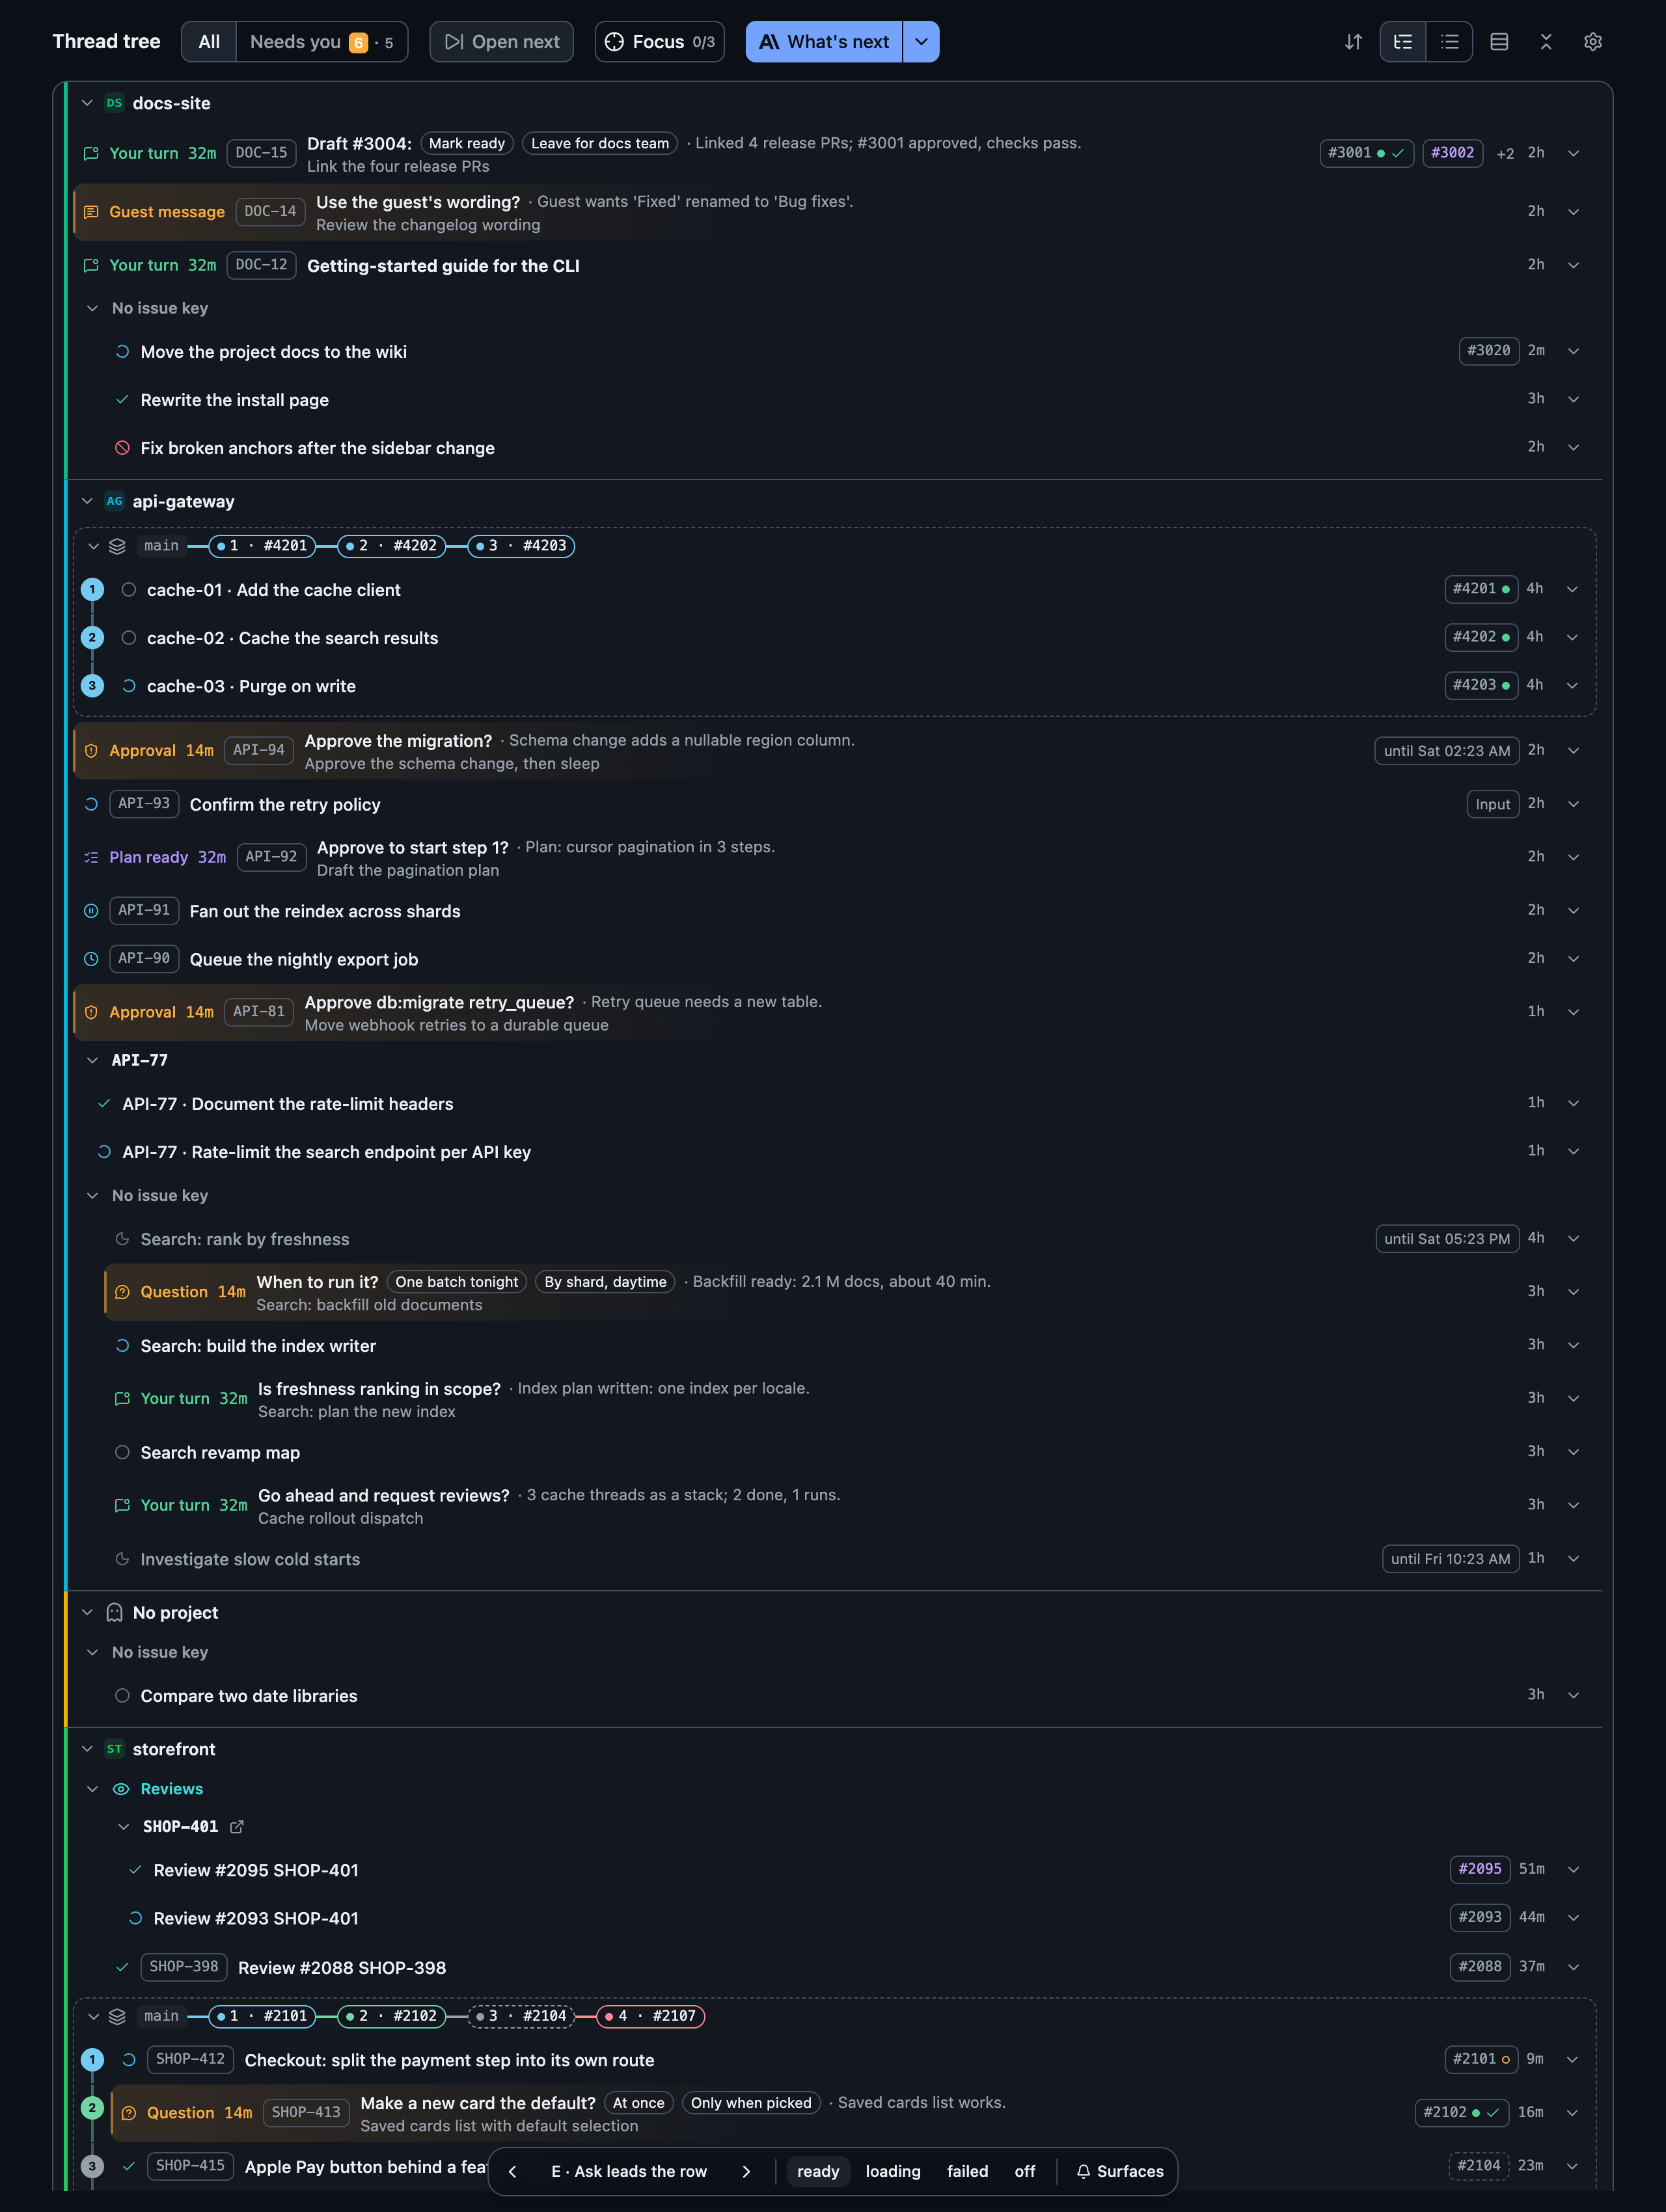 Thread tree All Needs you 6 · 5 Open next Focus 0/3 What's next
DS docs-site
Your turn 32m DOC-15 Draft #3004: Mark ready Leave for docs team · Linked 4 release PRs; #3001 approved, checks pass. #3001 #3002 +2 2h
Link the four release PRs
Guest message DOC-14 Use the guest's wording? · Guest wants 'Fixed' renamed to 'Bug fixes'. 2h
Review the changelog wording
Your turn 32m DOC-12 Getting-started guide for the CLI 2h
No issue key
Move the project docs to the wiki #3020 2m
Rewrite the install page 3h
Fix broken anchors after the sidebar change 2h
AG api-gateway
main 1 · #4201 2 · #4202 3 · #4203
1 cache-01 · Add the cache client #4201 4h
2 cache-02 · Cache the search results #4202 4h
3 cache-03 · Purge on write #4203 4h
Approval 14m API-94 Approve the migration? · Schema change adds a nullable region column. until Sat 02:23 AM 2h
Approve the schema change, then sleep
API-93 Confirm the retry policy Input 2h
Plan ready 32m API-92 Approve to start step 1? · Plan: cursor pagination in 3 steps. 2h
Draft the pagination plan
API-91 Fan out the reindex across shards 2h
API-90 Queue the nightly export job 2h
Approval 14m API-81 Approve db:migrate retry_queue? · Retry queue needs a new table. 1h
Move webhook retries to a durable queue
API-77
API-77 · Document the rate-limit headers 1h
API-77 · Rate-limit the search endpoint per API key 1h
No issue key
Search: rank by freshness until Sat 05:23 PM 4h
Question 14m When to run it? One batch tonight By shard, daytime · Backfill ready: 2.1 M docs, about 40 min. 3h
Search: backfill old documents
Search: build the index writer 3h
Your turn 32m Is freshness ranking in scope? · Index plan written: one index per locale. 3h
Search: plan the new index
Search revamp map 3h
Your turn 32m Go ahead and request reviews? · 3 cache threads as a stack; 2 done, 1 runs. 3h
Cache rollout dispatch
Investigate slow cold starts until Fri 10:23 AM 1h
No project
No issue key
Compare two date libraries 3h
ST storefront
Reviews
SHOP-401
Review #2095 SHOP-401 #2095 51m
Review #2093 SHOP-401 #2093 44m
SHOP-398 Review #2088 SHOP-398 #2088 37m
main 1 · #2101 2 · #2102 3 · #2104 4 · #2107
1 SHOP-412 Checkout: split the payment step into its own route #2101 9m
2 Question 14m SHOP-413 Make a new card the default? At once Only when picked · Saved cards list works. #2102 16m
Saved cards list with default selection
3 SHOP-415 Apple Pay button behind a fea #2104 23m
E · Ask leads the row ready loading failed off Surfaces